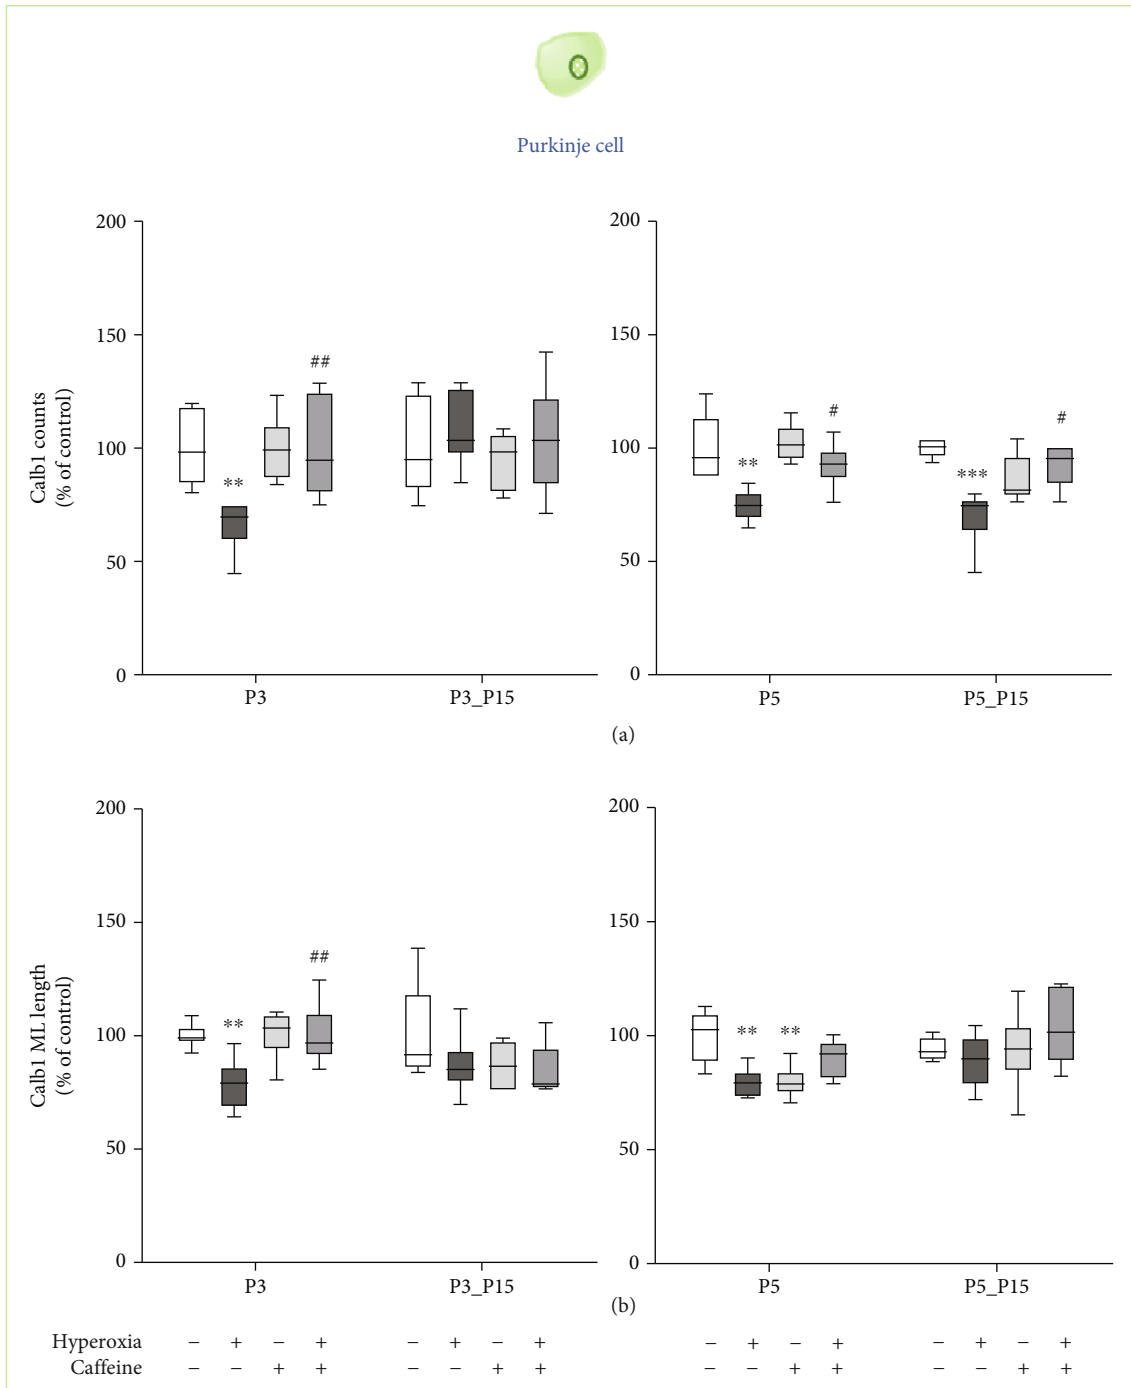 Purkinje cell
200
150
100
50
0
Calb1 counts
(% of control)
**
##
P3
P3_P15
200
150
100
50
0
**
#
***
#
P5
P5_P15
(a)
200
150
100
50
0
Calb1 ML length
(% of control)
**
##
P3
P3_P15
200
150
100
50
0
**
**
P5
P5_P15
(b)
Hyperoxia − + − + − + − + − + − + − + − +
Caffeine − − + + − − + + − − + + − − + +